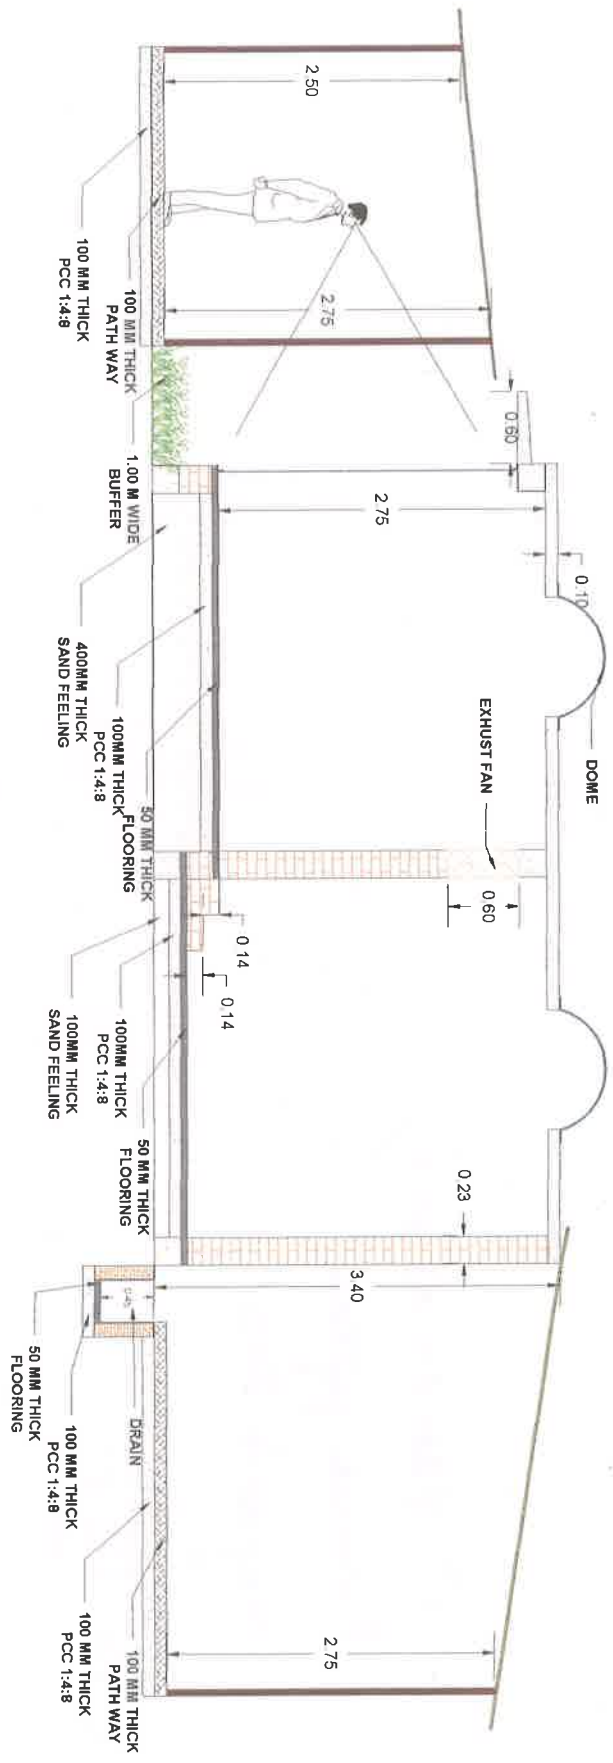 2.50
2.75
0.60
2.75
0.10
DOME
EXHUST FAN
0.60
0.14
0.14
0.23
3.40
2.75
0.45
100 MM THICK
PCC 1:4:8
100 MM THICK
PATH WAY
1.00 M WIDE
BUFFER
400MM THICK
SAND FEELING
100MM THICK
PCC 1:4:8
50 MM THICK
FLOORING
100MM THICK
SAND FEELING
100MM THICK
PCC 1:4:8
50 MM THICK
FLOORING
50 MM THICK
FLOORING
100 MM THICK
PCC 1:4:8
DRAIN
100 MM THICK
PCC 1:4:8
100 MM THICK
PATH WAY